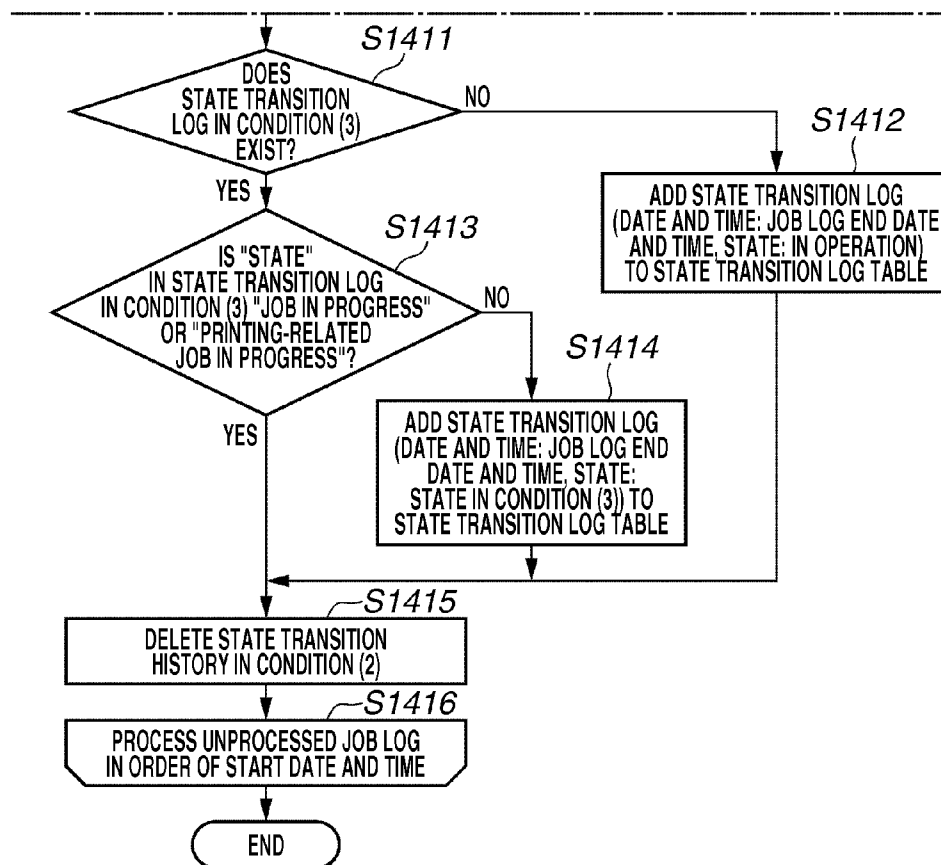 S1411
DOES
STATE TRANSITION
LOG IN CONDITION (3)
EXIST?
NO
YES
S1412
ADD STATE TRANSITION LOG
(DATE AND TIME: JOB LOG END DATE
AND TIME, STATE: IN OPERATION)
TO STATE TRANSITION LOG TABLE
S1413
IS "STATE"
IN STATE TRANSITION LOG
IN CONDITION (3) "JOB IN PROGRESS"
OR "PRINTING-RELATED
JOB IN PROGRESS"?
NO
YES
S1414
ADD STATE TRANSITION LOG
(DATE AND TIME: JOB LOG END
DATE AND TIME, STATE:
STATE IN CONDITION (3)) TO
STATE TRANSITION LOG TABLE
S1415
DELETE STATE TRANSITION
HISTORY IN CONDITION (2)
S1416
PROCESS UNPROCESSED JOB LOG
IN ORDER OF START DATE AND TIME
END